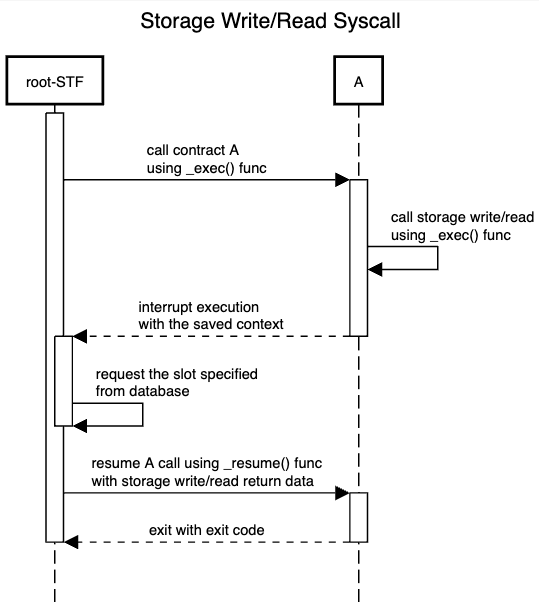 Storage Write/Read Syscall
root-STF
A
call contract A
using _exec() func
call storage write/read
using _exec() func
interrupt execution
with the saved context
request the slot specified
from database
resume A call using _resume() func
with storage write/read return data
exit with exit code